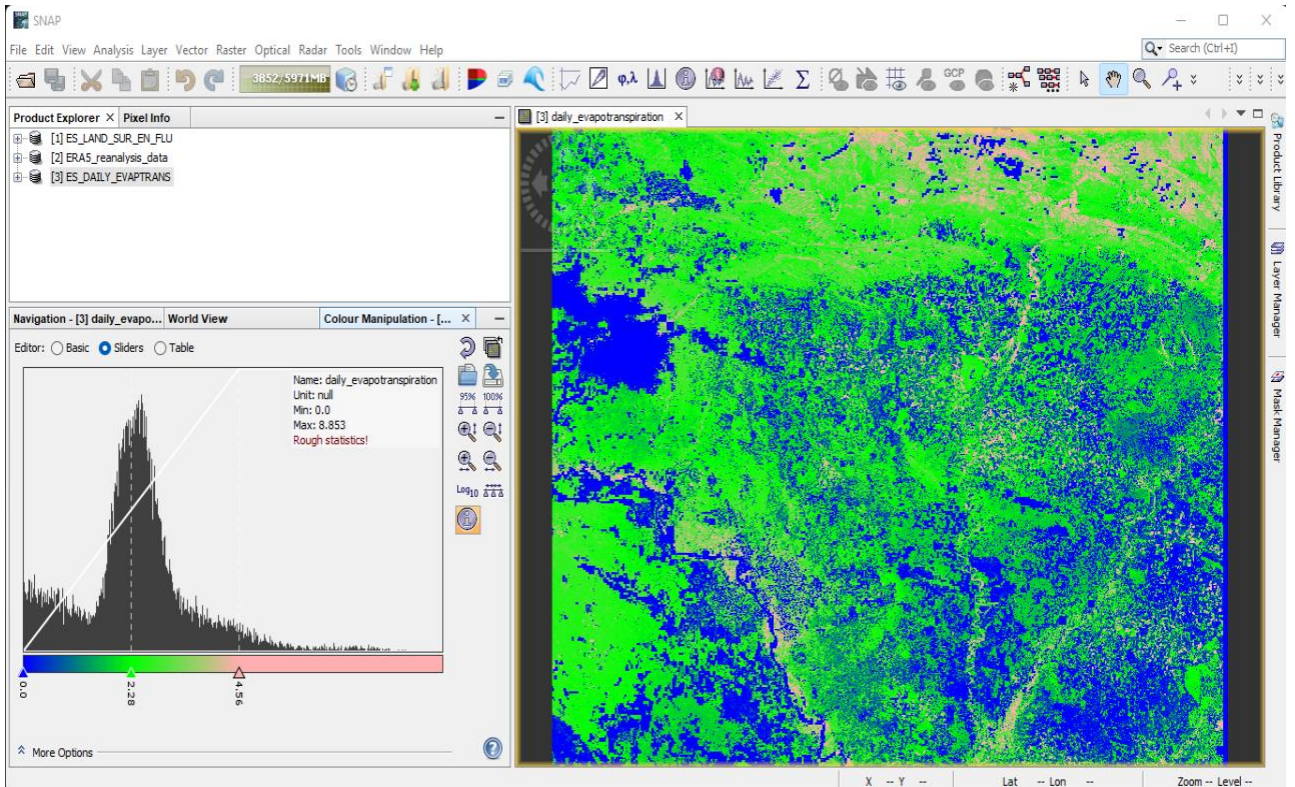 SNAP
File Edit View Analysis Layer Vector Raster Optical Radar Tools Window Help
Search (Ctrl+I)
3852/5971MB
φ,λ
Σ
GCP
Product Explorer × Pixel Info
[1] ES_LAND_SUR_EN_FLU
[2] ERA5_reanalysis_data
[3] ES_DAILY_EVAPTRANS
[3] daily_evapotranspiration ×
Product Library
Layer Manager
Mask Manager
Navigation - [3] daily_evapo... World View Colour Manipulation - [... ×
Editor: Basic Sliders Table
Name: daily_evapotranspiration
Unit: null
Min: 0.0
Max: 8.853
Rough statistics!
95% 100%
Log10
0.0 2.28 4.56
More Options
X -- Y -- Lat -- Lon -- Zoom -- Level --